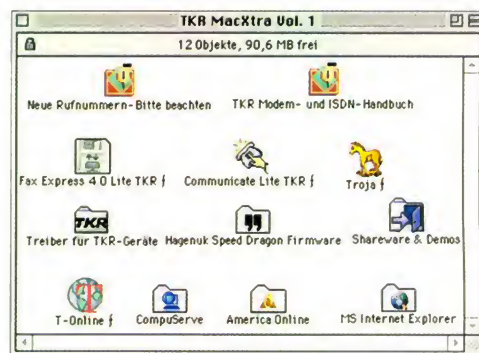 TKR MacXtra Vol. 1
12 Objekte, 90,6 MB frei
Neue Rufnummern-Bitte beachten TKR Modem- und ISDN-Handbuch
Fax Express 4.0 Lite TKR ƒ Communicate Lite TKR ƒ Troja ƒ
TKR
Treiber für TKR-Geräte Hagenuk Speed Dragon Firmware Shareware & Demos
T-Online ƒ CompuServe America Online MS Internet Explorer